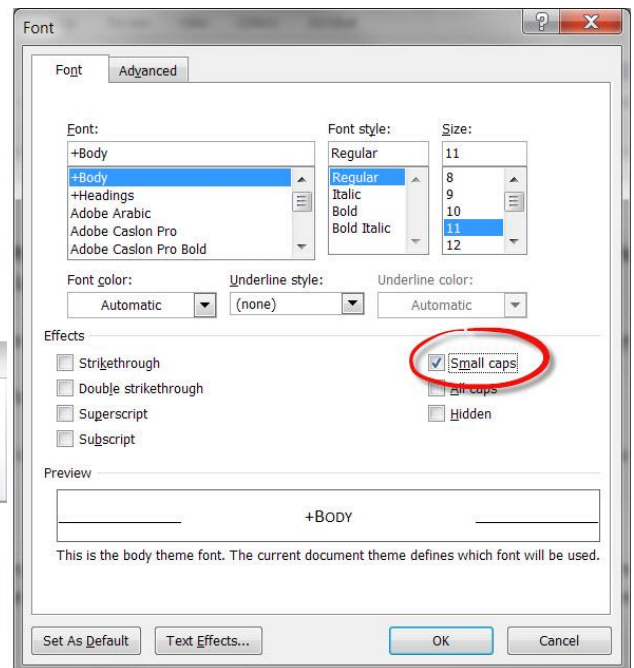 Font
Font Advanced
Font: Font style: Size:
+Body Regular 11
+Body Regular 8
+Headings Italic 9
Adobe Arabic Bold 10
Adobe Caslon Pro Bold Italic 11
Adobe Caslon Pro Bold 12
Font color: Underline style: Underline color:
Automatic (none) Automatic
Effects
Strikethrough Small caps
Double strikethrough All caps
Superscript Hidden
Subscript
Preview
+BODY
This is the body theme font. The current document theme defines which font will be used.
Set As Default Text Effects... OK Cancel